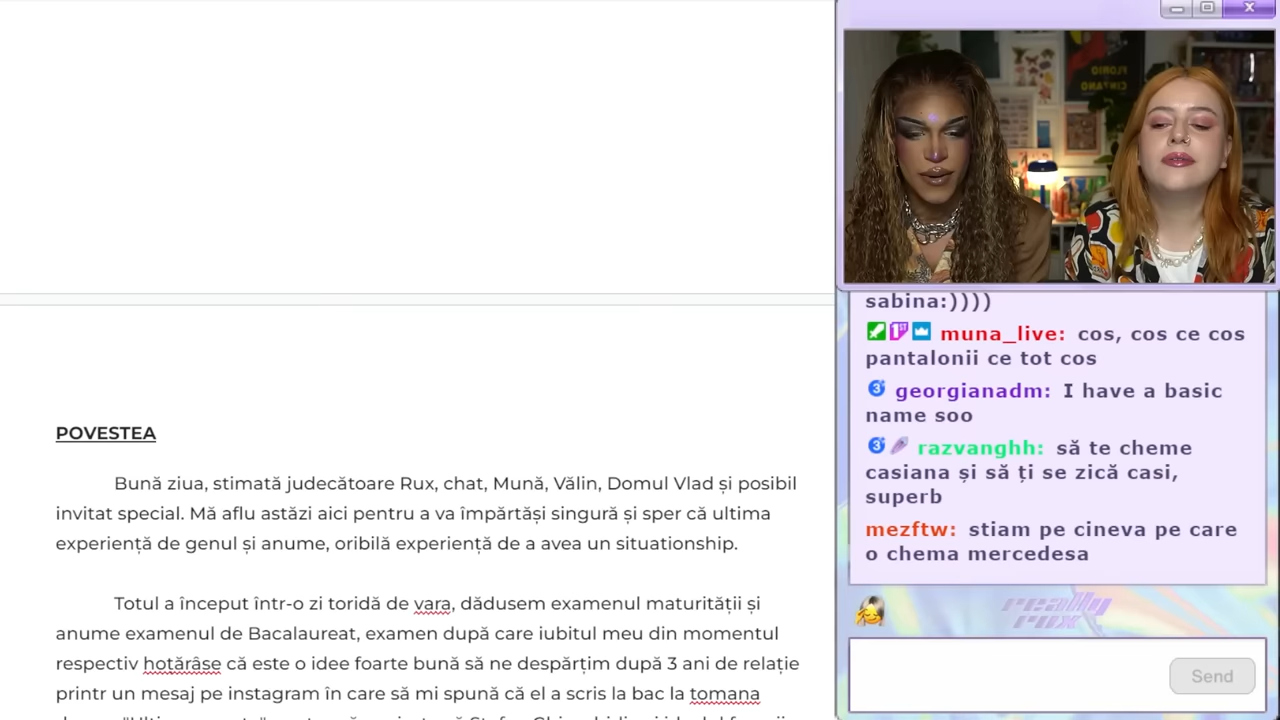 POVESTEA
Bună ziua, stimată judecătoare Rux, chat, Mună, Vălin, Domul Vlad și posibil
invitat special. Mă aflu astăzi aici pentru a va împărtăși singură și sper că ultima
experiență de genul și anume, oribilă experiență de a avea un situationship.
Totul a început într-o zi toridă de vara, dădusem examenul maturității și
anume examenul de Bacalaureat, examen după care iubitul meu din momentul
respectiv hotărâse că este o idee foarte bună să ne despărțim după 3 ani de relație
printr un mesaj pe instagram în care să mi spună că el a scris la bac la tomana
sabina:))))
muna_live: cos, cos ce cos
pantalonii ce tot cos
georgianadm: I have a basic
name soo
razvanghh: să te cheme
casiana și să ți se zică casi,
superb
mezftw: stiam pe cineva pe care
o chema mercedesa
really
rux
Send